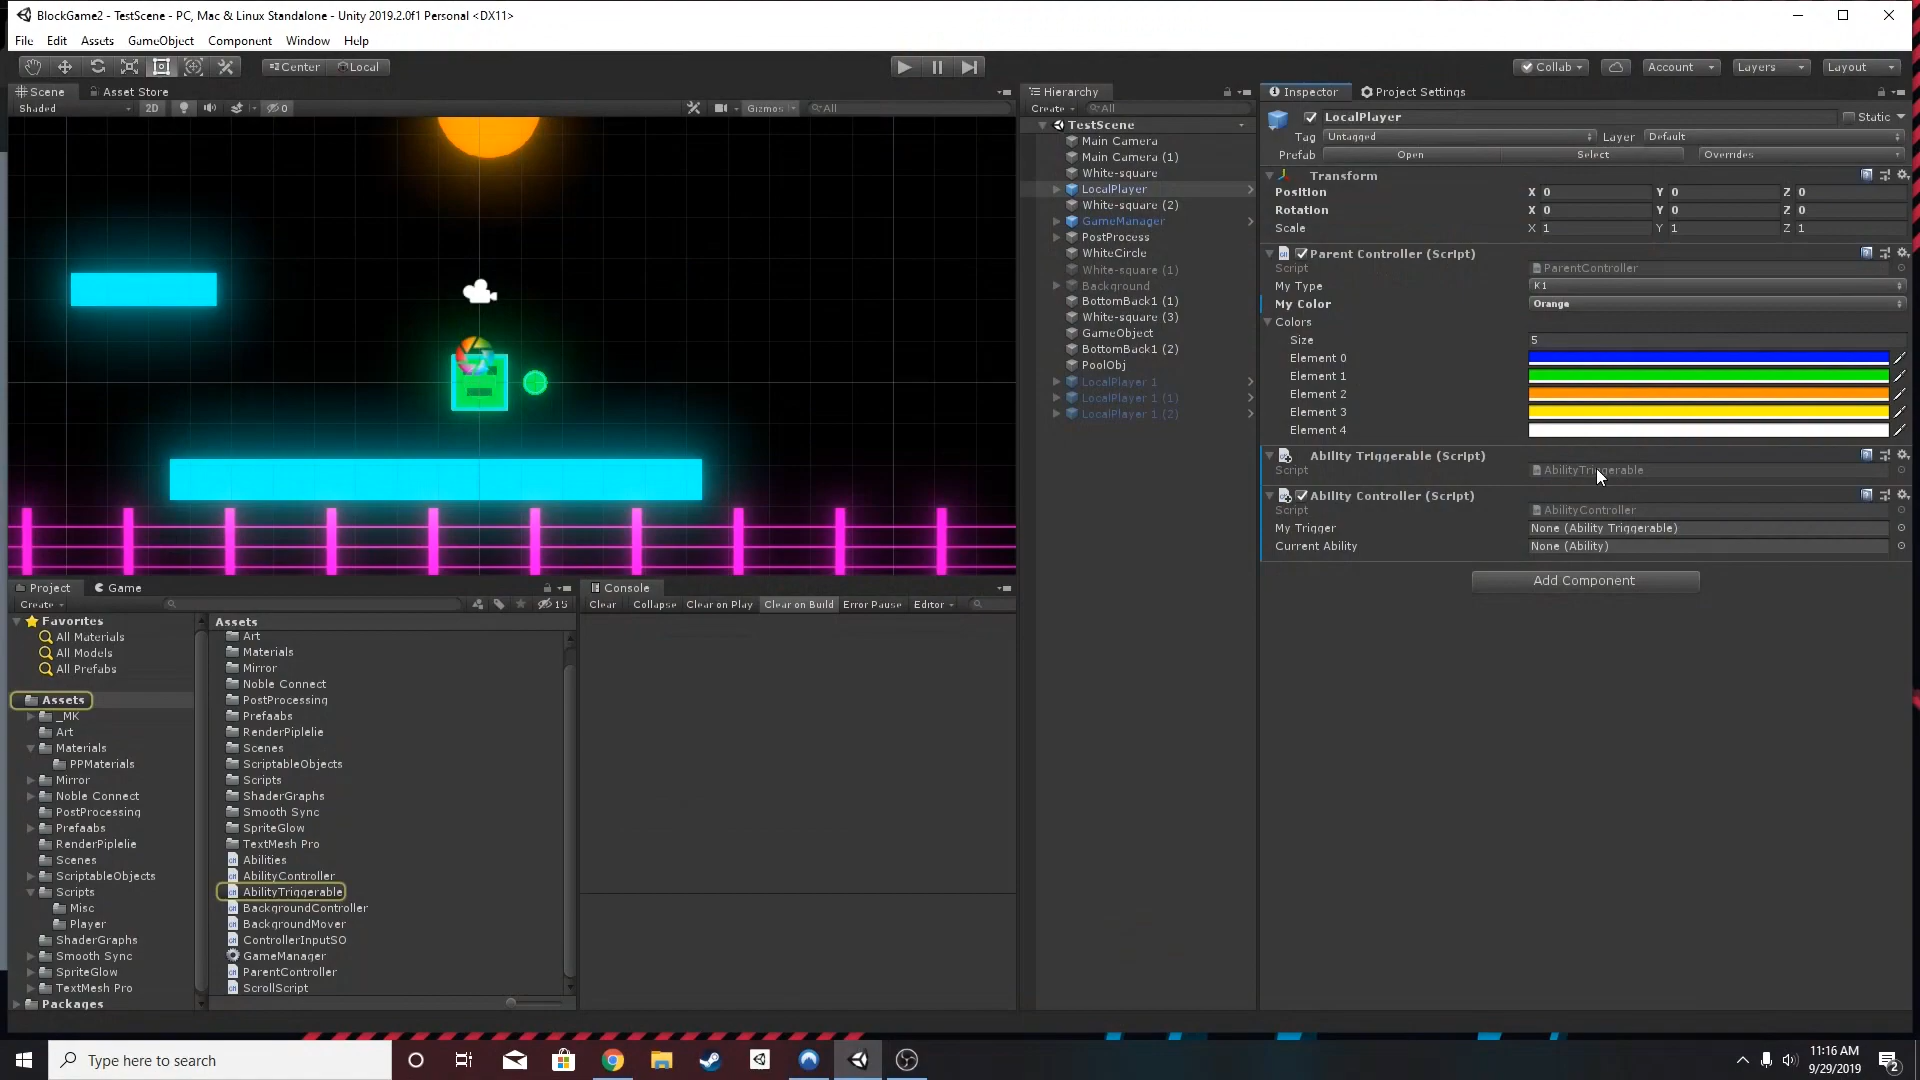 BlockGame2 - TestScene - PC, Mac & Linux Standalone - Unity 2019.2.0f1 Personal <DX11>
File Edit Assets GameObject Component Window Help
Center Local
Collab Account Layers Layout
Scene Asset Store
Shaded 2D 0 Gizmos All
Hierarchy
Create All
TestScene
Main Camera
Main Camera (1)
White-square
LocalPlayer
White-square (2)
GameManager
PostProcess
WhiteCircle
White-square (1)
Background
BottomBack1 (1)
White-square (3)
GameObject
BottomBack1 (2)
PoolObj
LocalPlayer 1
LocalPlayer 1 (1)
LocalPlayer 1 (2)
Inspector Project Settings
LocalPlayer Static
Tag Untagged Layer Default
Prefab Open Select Overrides
Transform
Position X 0 Y 0 Z 0
Rotation X 0 Y 0 Z 0
Scale X 1 Y 1 Z 1
Parent Controller (Script)
Script ParentController
My Type K1
My Color Orange
Colors
Size 5
Element 0
Element 1
Element 2
Element 3
Element 4
Ability Triggerable (Script)
Script AbilityTriggerable
Ability Controller (Script)
Script AbilityController
My Trigger None (Ability Triggerable)
Current Ability None (Ability)
Add Component
Project Game
Create 15
Favorites
All Materials
All Models
All Prefabs
Assets
_MK
Art
Materials
PPMaterials
Mirror
Noble Connect
PostProcessing
Prefaabs
RenderPiplelie
Scenes
ScriptableObjects
Scripts
Misc
Player
ShaderGraphs
Smooth Sync
SpriteGlow
TextMesh Pro
Packages
Assets
Art
Materials
Mirror
Noble Connect
PostProcessing
Prefaabs
RenderPiplelie
Scenes
ScriptableObjects
Scripts
ShaderGraphs
Smooth Sync
SpriteGlow
TextMesh Pro
Abilities
AbilityController
AbilityTriggerable
BackgroundController
BackgroundMover
ControllerInputSO
GameManager
ParentController
ScrollScript
Console
Clear Collapse Clear on Play Clear on Build Error Pause Editor
Type here to search
11:16 AM
9/29/2019
2